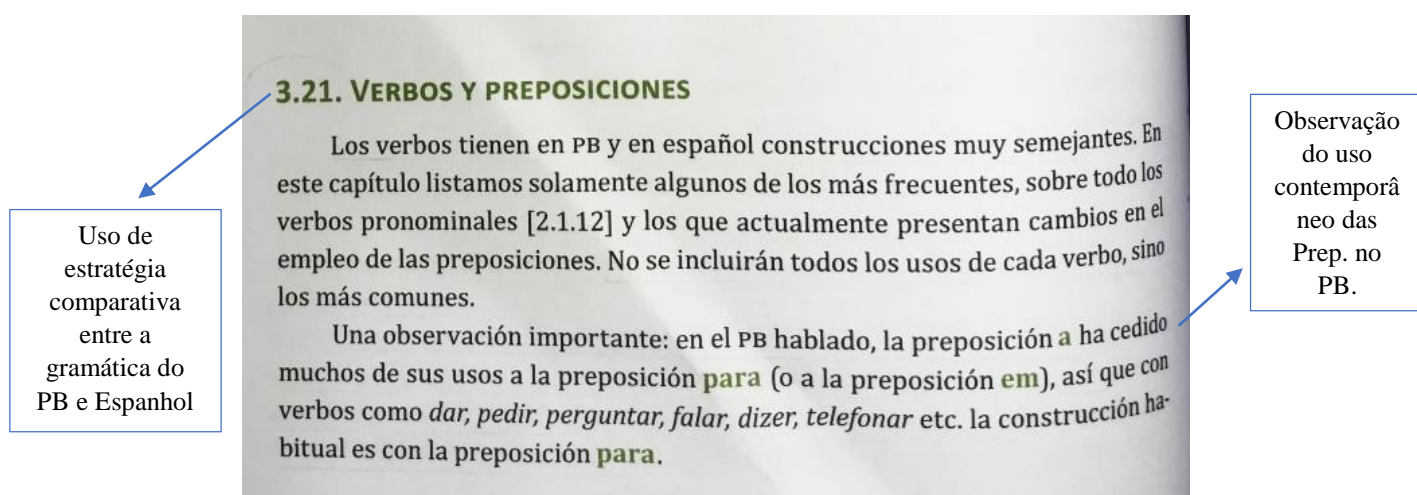 3.21. VERBOS Y PREPOSICIONES
Los verbos tienen en PB y en español construcciones muy semejantes. En
este capítulo listamos solamente algunos de los más frecuentes, sobre todo los
verbos pronominales [2.1.12] y los que actualmente presentan cambios en el
empleo de las preposiciones. No se incluirán todos los usos de cada verbo, sino
los más comunes.
Una observación importante: en el PB hablado, la preposición a ha cedido
muchos de sus usos a la preposición para (o a la preposición em), así que con
verbos como dar, pedir, perguntar, falar, dizer, telefonar etc. la construcción ha-
bitual es con la preposición para.
Uso de
estratégia
comparativa
entre a
gramática do
PB e Espanhol
Observação
do uso
contemporâ
neo das
Prep. no
PB.